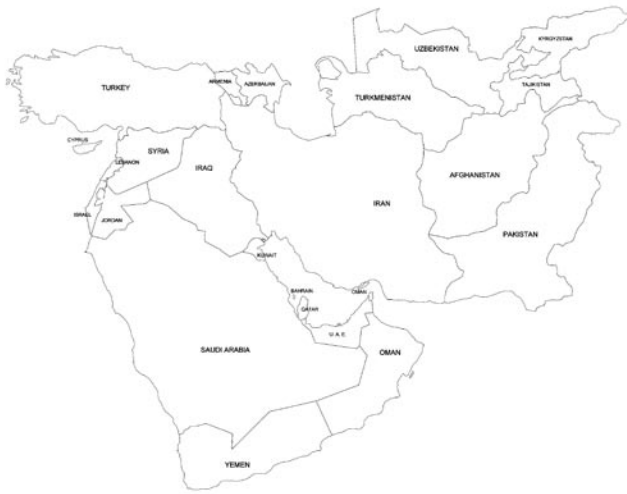 KYRGYZSTAN
UZBEKISTAN
ARMENIA
AZERBAIJAN
TAJIKISTAN
TURKEY
TURKMENISTAN
CYPRUS
SYRIA
LEBANON
IRAQ
AFGHANISTAN
IRAN
ISRAEL
JORDAN
PAKISTAN
KUWAIT
BAHRAIN
OMAN
QATAR
U.A.E.
SAUDI ARABIA
OMAN
YEMEN